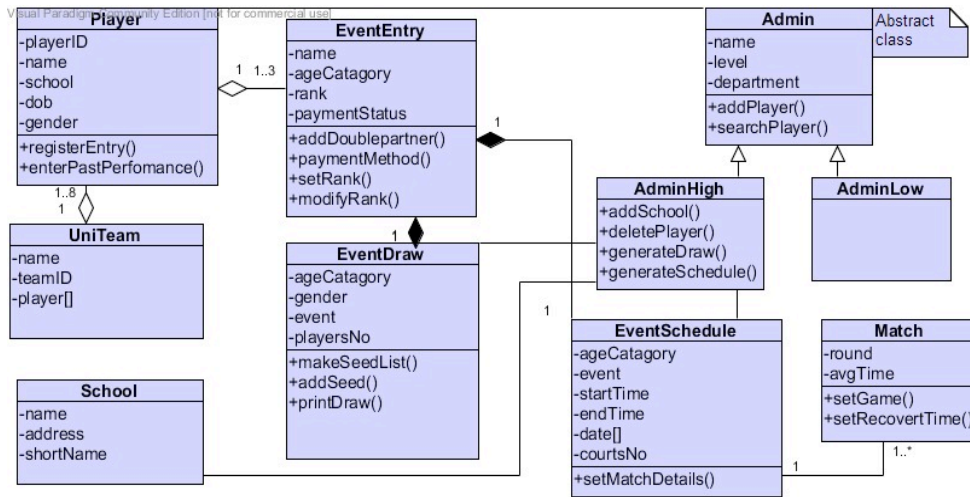 Visual Paradigm Community Edition [not for commercial use]
Player
-playerID
-name
-school
-dob
-gender
+registerEntry()
+enterPastPerfomance()
1
1..3
EventEntry
-name
-ageCatagory
-rank
-paymentStatus
+addDoublepartner()
+paymentMethod()
+setRank()
+modifyRank()
1
Admin
-name
-level
-department
+addPlayer()
+searchPlayer()
Abstract
class
1..8
1
UniTeam
-name
-teamID
-player[]
1
EventDraw
-ageCatagory
-gender
-event
-playersNo
+makeSeedList()
+addSeed()
+printDraw()
AdminHigh
+addSchool()
+deletePlayer()
+generateDraw()
+generateSchedule()
AdminLow
1
School
-name
-address
-shortName
EventSchedule
-ageCatagory
-event
-startTime
-endTime
-date[]
-courtsNo
+setMatchDetails()
Match
-round
-avgTime
+setGame()
+setRecovertTime()
1
1..*